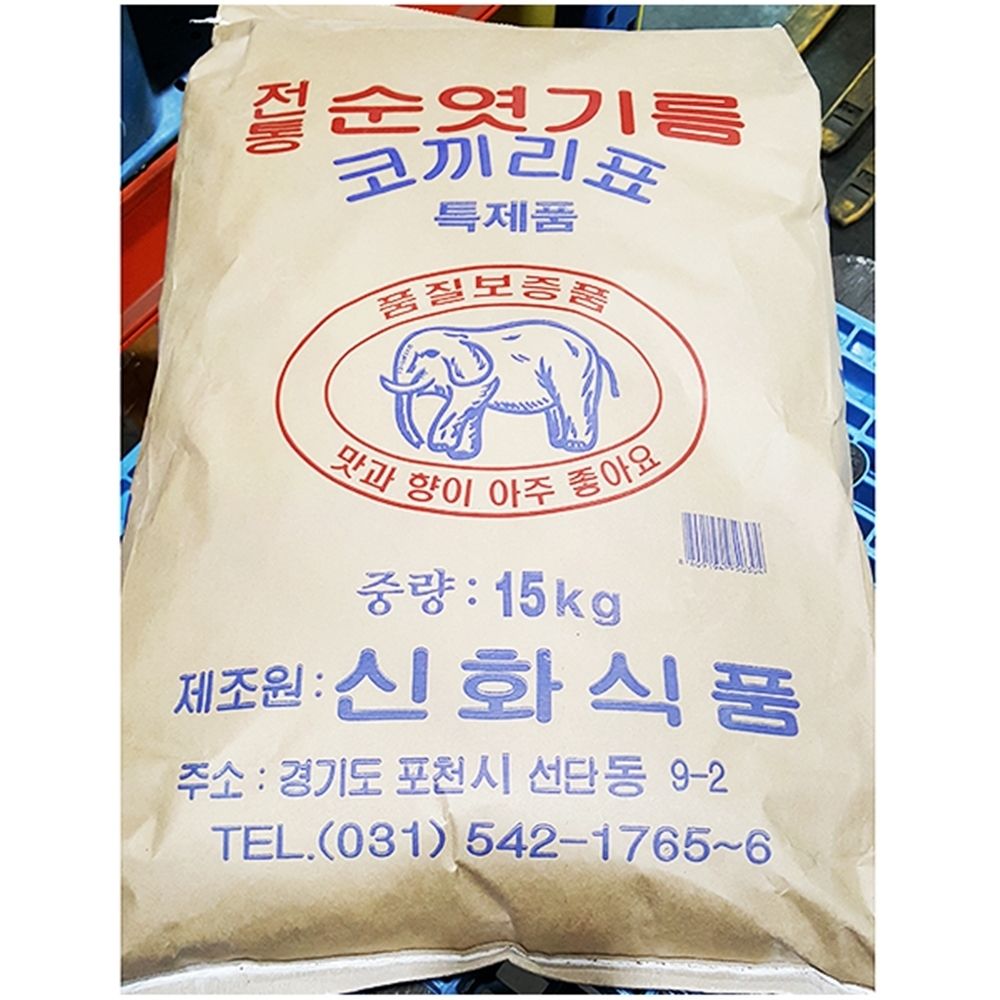 전통 순엿기름
코끼리표
특제품
품질보증품
맛과 향이 아주 좋아요
중량 : 15kg
제조원 : 신화식품
주소 : 경기도 포천시 선단동 9-2
TEL.(031) 542-1765~6